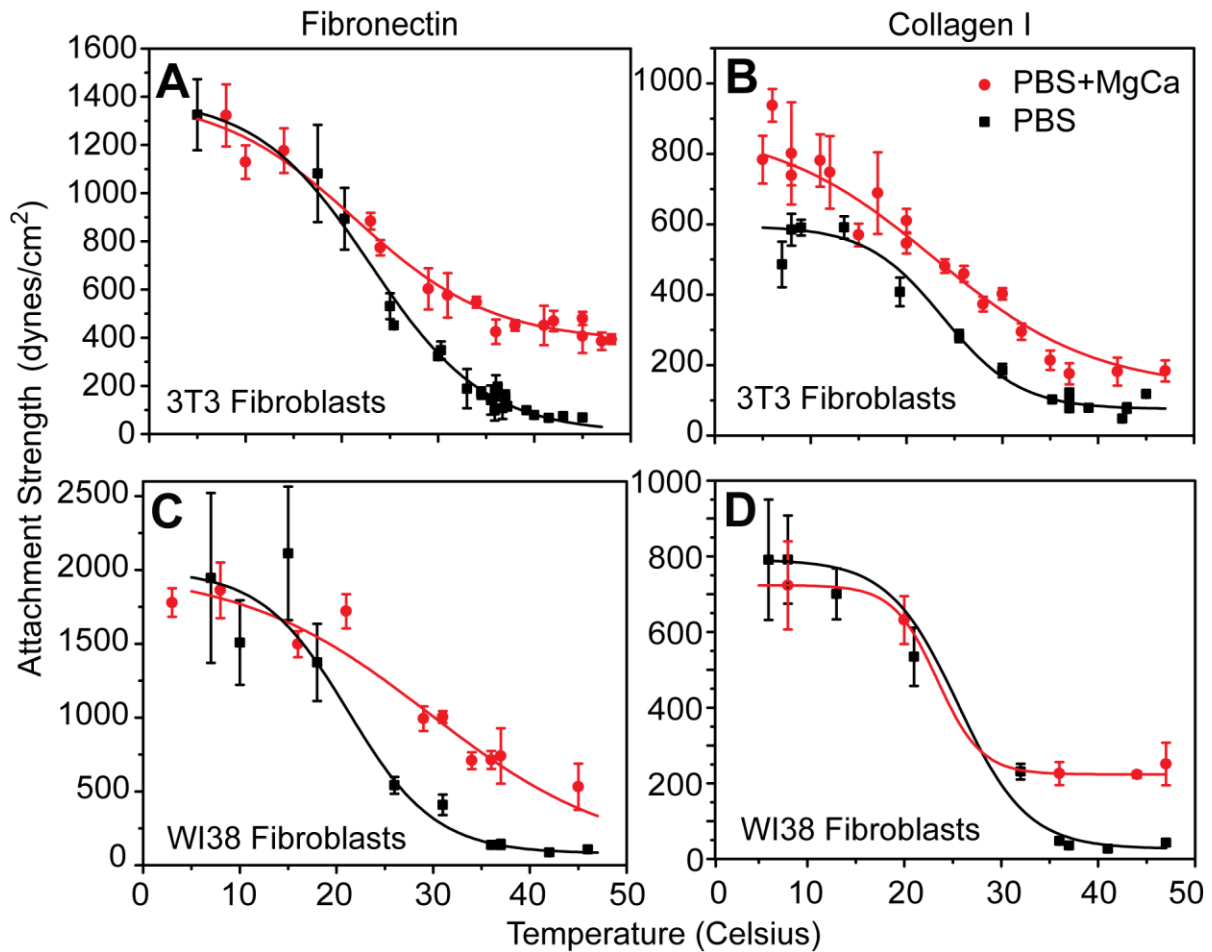 Fibronectin
Collagen I
Attachment Strength (dynes/cm²)
A
1600
1400
1200
1000
800
600
400
200
0
3T3 Fibroblasts
B
PBS+MgCa
PBS
1000
800
600
400
200
0
3T3 Fibroblasts
C
2500
2000
1500
1000
500
0
WI38 Fibroblasts
0 10 20 30 40 50
D
1000
800
600
400
200
0
WI38 Fibroblasts
0 10 20 30 40 50
Temperature (Celsius)